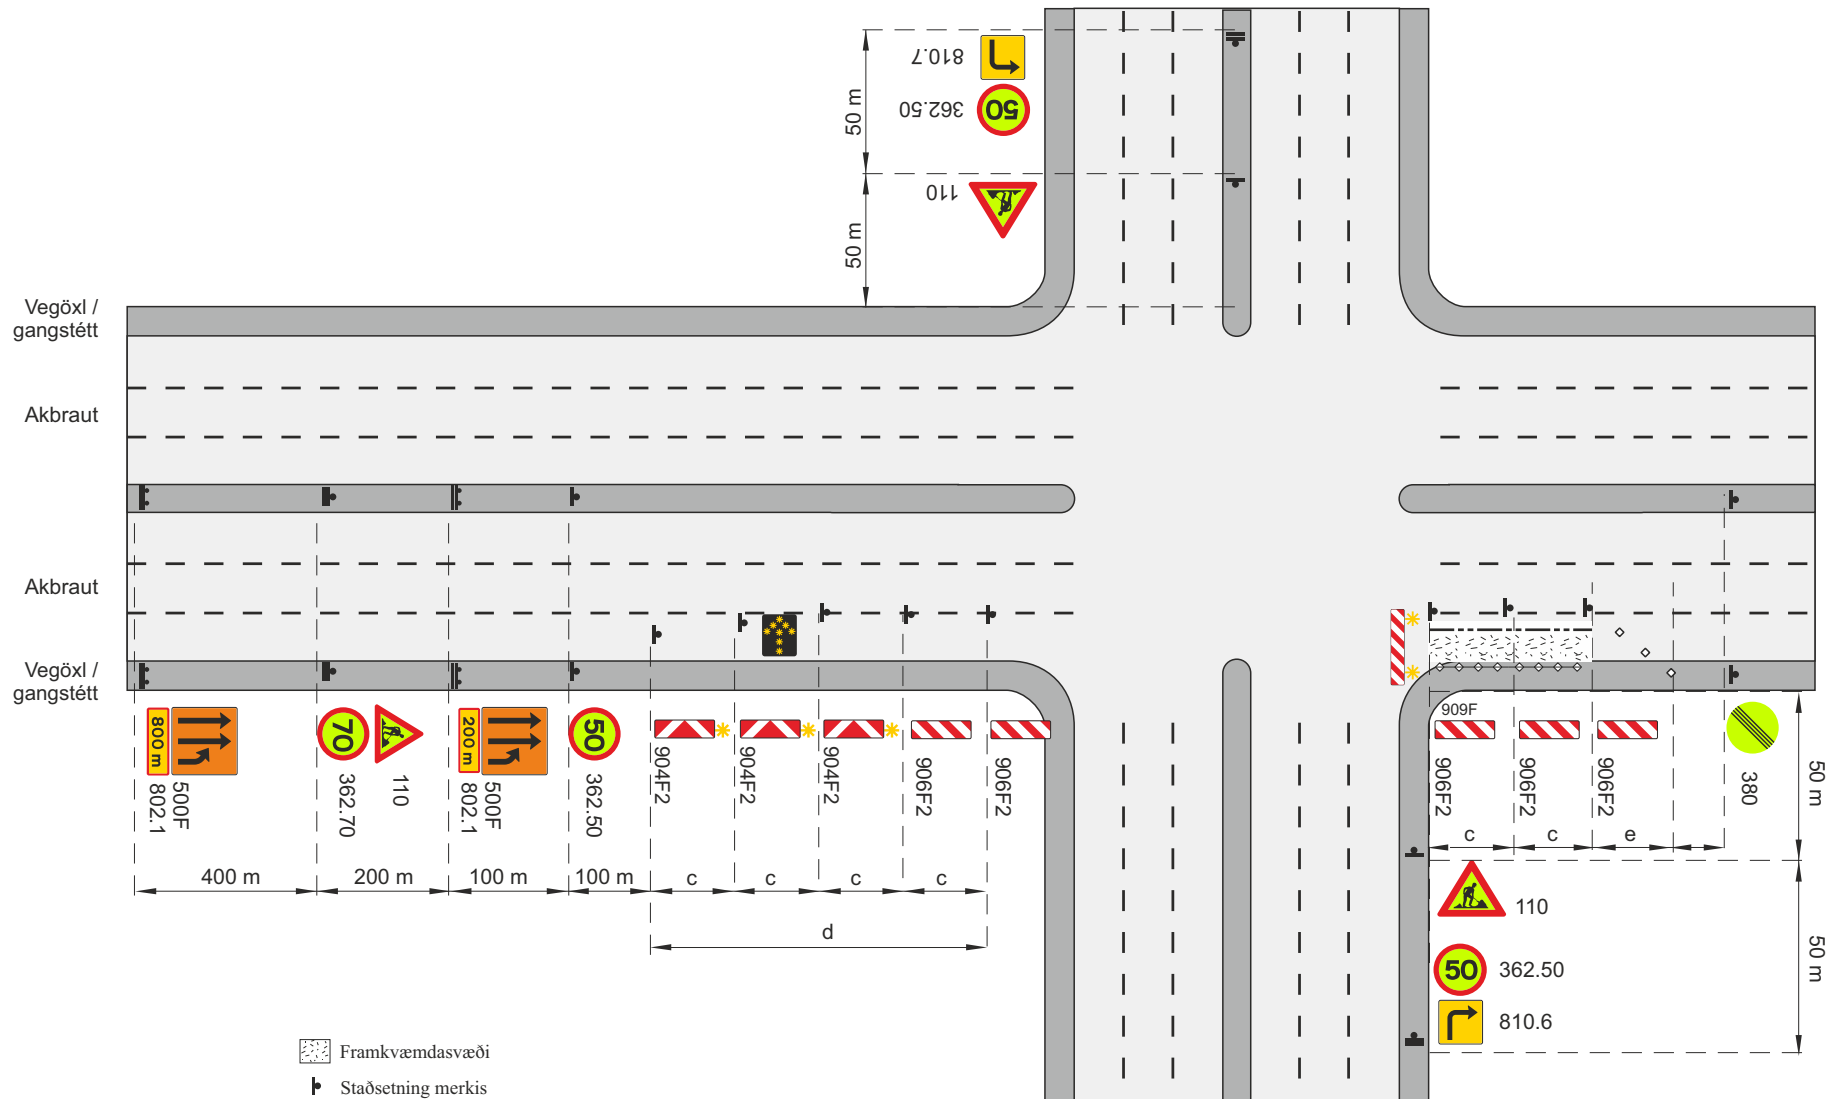 810.7
50 m
50
362.50
110
50 m
Vegöxl /
gangstétt
Akbraut
Akbraut
Vegöxl /
gangstétt
800 m
500F
802.1
70
362.70
110
200 m
500F
802.1
50
362.50
904F2
904F2
904F2
906F2
906F2
909F
906F2
906F2
906F2
380
50 m
c
c
e
400 m
200 m
100 m
100 m
c
c
c
c
d
110
50 m
50
362.50
810.6
Framkvæmdasvæði
Staðsetning merkis